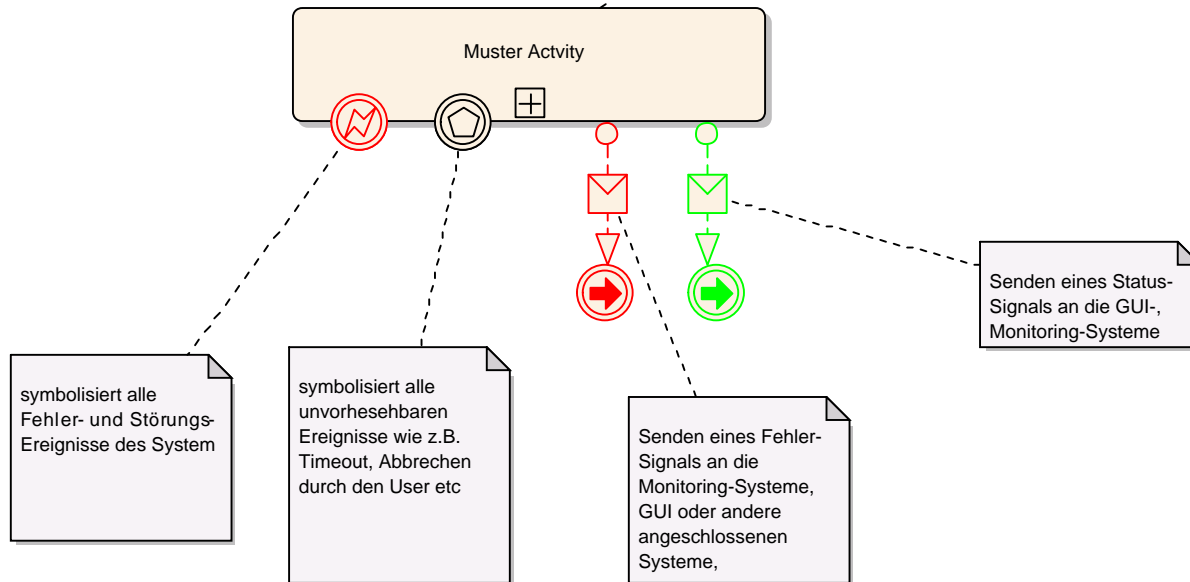 Muster Actvity
symbolisiert alle
Fehler- und Störungs-
Ereignisse des System
symbolisiert alle
unvorhesehbaren
Ereignisse wie z.B.
Timeout, Abbrechen
durch den User etc
Senden eines Fehler-
Signals an die
Monitoring-Systeme,
GUI oder andere
angeschlossenen
Systeme,
Senden eines Status-
Signals an die GUI-,
Monitoring-Systeme